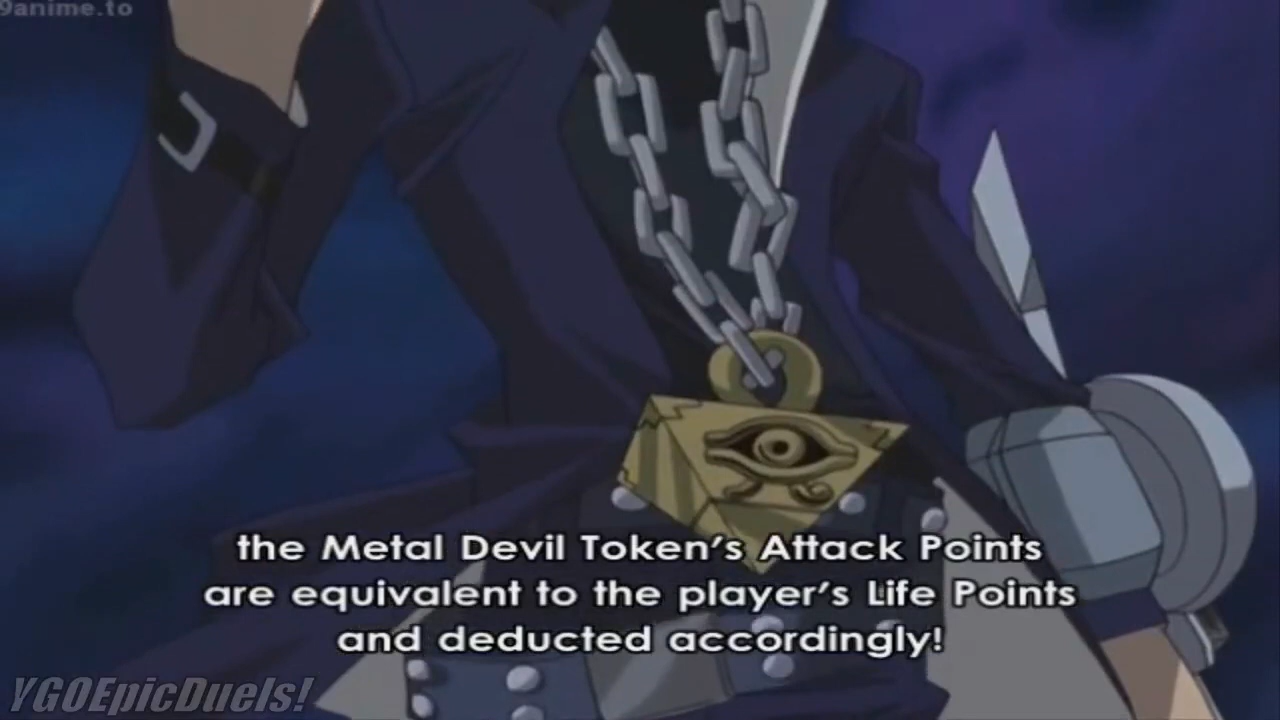 9anime.to
the Metal Devil Token's Attack Points
are equivalent to the player's Life Points
and deducted accordingly!
YGOEpicDuels!